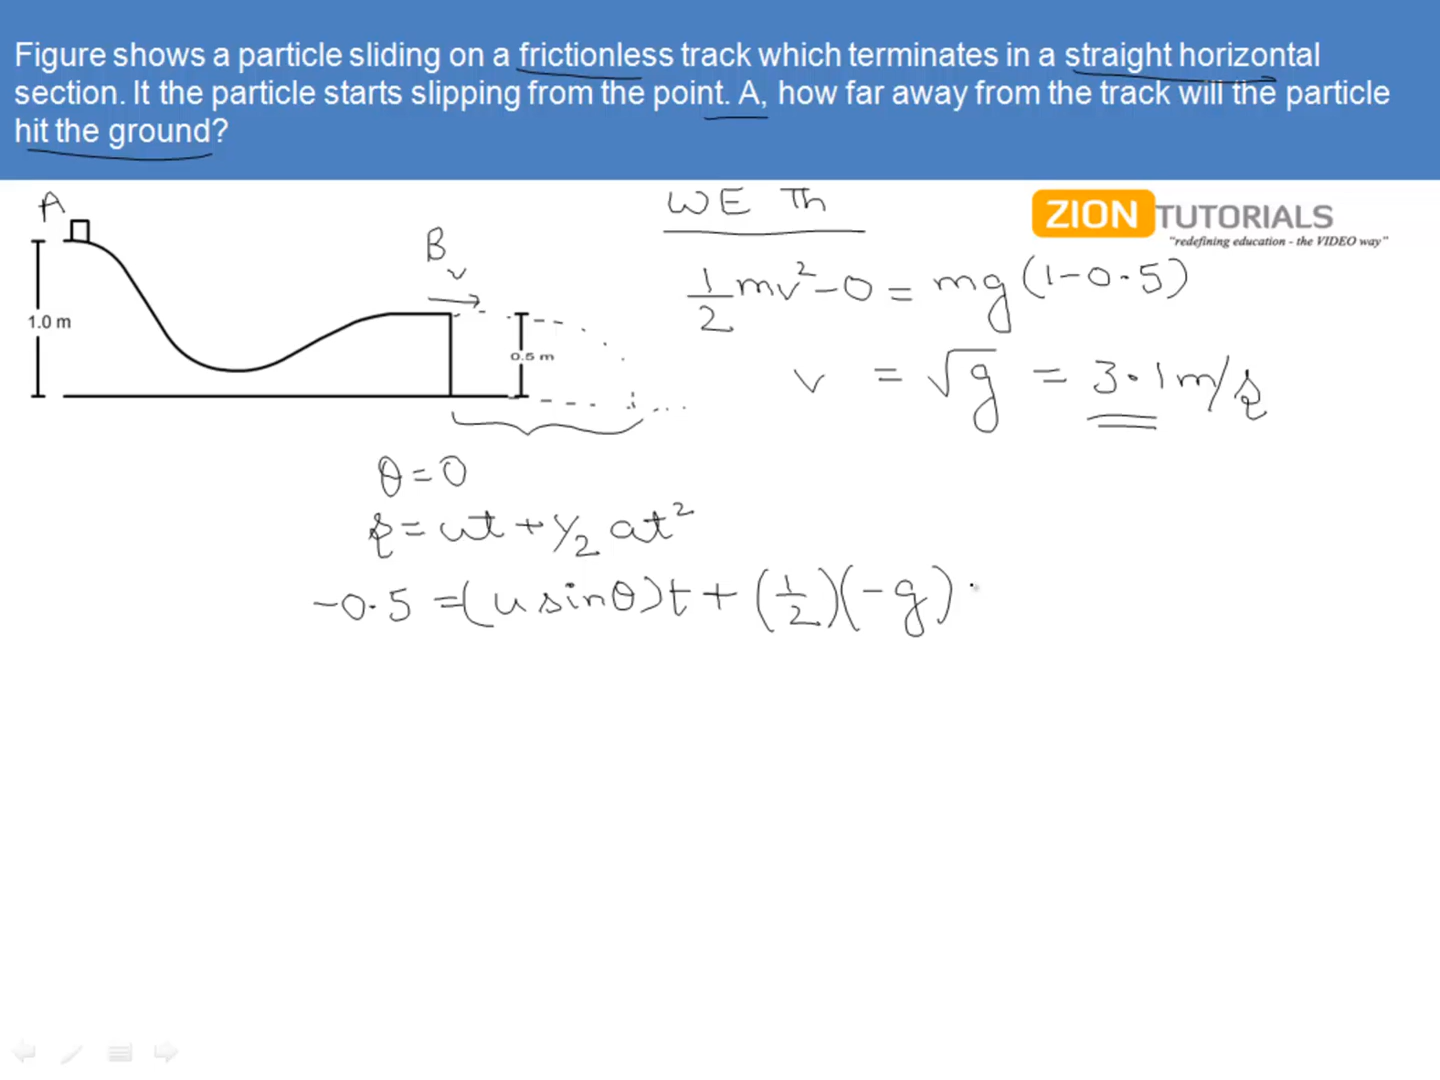 Figure shows a particle sliding on a frictionless track which terminates in a straight horizontal
section. It the particle starts slipping from the point. A, how far away from the track will the particle
hit the ground?
A
WE Th
ZION TUTORIALS
"redefining education - the VIDEO way"
B
v
1/2 mv² - 0 = mg (1-0.5)
1.0 m
0.5 m
v = √g = 3.1 m/s
θ = 0
s = ut + 1/2 at²
-0.5 = (u sinθ)t + (1/2)(-g)